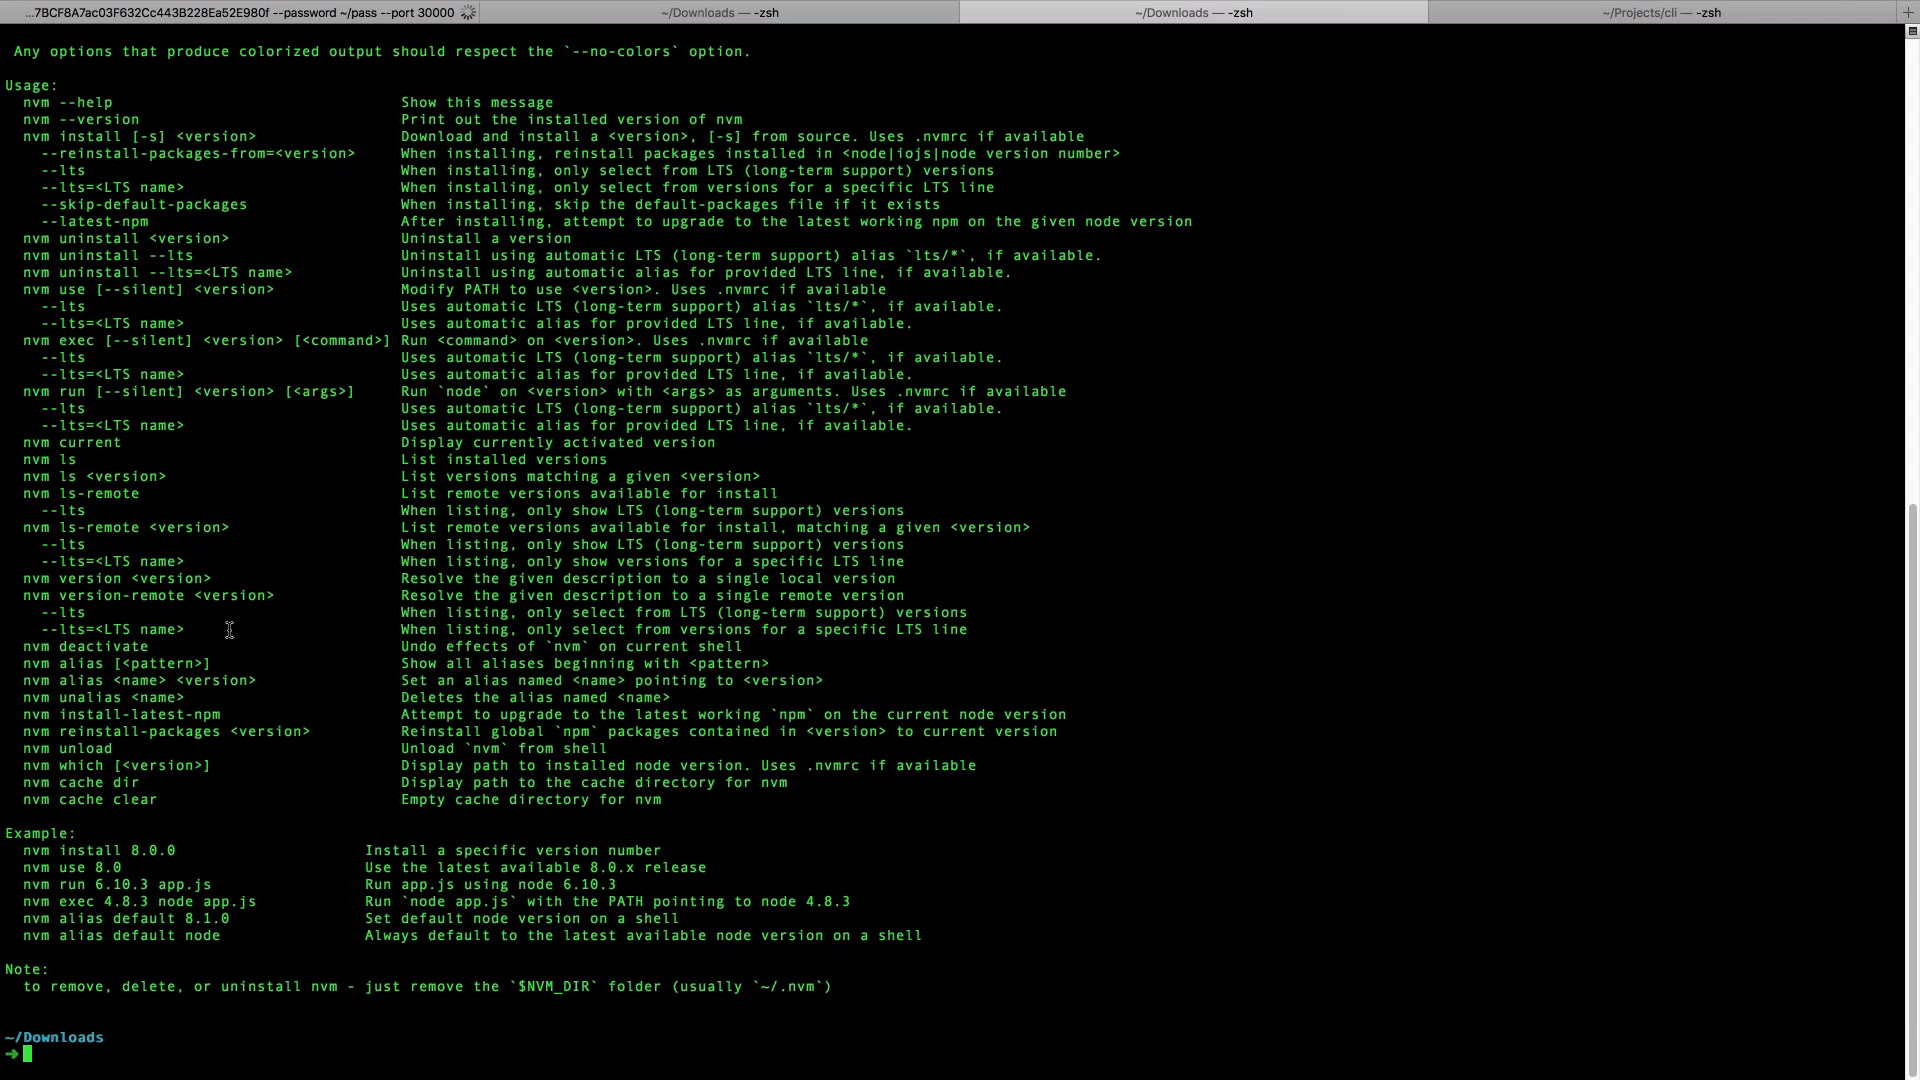 ...7BCF8A7ac03F632Cc443B228Ea52E980f --password ~/pass --port 30000
~/Downloads — -zsh
~/Downloads — -zsh
~/Projects/cli — -zsh
+
Any options that produce colorized output should respect the `--no-colors` option.
Usage:
nvm --help Show this message
nvm --version Print out the installed version of nvm
nvm install [-s] <version> Download and install a <version>, [-s] from source. Uses .nvmrc if available
--reinstall-packages-from=<version> When installing, reinstall packages installed in <node|iojs|node version number>
--lts When installing, only select from LTS (long-term support) versions
--lts=<LTS name> When installing, only select from versions for a specific LTS line
--skip-default-packages When installing, skip the default-packages file if it exists
--latest-npm After installing, attempt to upgrade to the latest working npm on the given node version
nvm uninstall <version> Uninstall a version
nvm uninstall --lts Uninstall using automatic LTS (long-term support) alias `lts/*`, if available.
nvm uninstall --lts=<LTS name> Uninstall using automatic alias for provided LTS line, if available.
nvm use [--silent] <version> Modify PATH to use <version>. Uses .nvmrc if available
--lts Uses automatic LTS (long-term support) alias `lts/*`, if available.
--lts=<LTS name> Uses automatic alias for provided LTS line, if available.
nvm exec [--silent] <version> [<command>] Run <command> on <version>. Uses .nvmrc if available
--lts Uses automatic LTS (long-term support) alias `lts/*`, if available.
--lts=<LTS name> Uses automatic alias for provided LTS line, if available.
nvm run [--silent] <version> [<args>] Run `node` on <version> with <args> as arguments. Uses .nvmrc if available
--lts Uses automatic LTS (long-term support) alias `lts/*`, if available.
--lts=<LTS name> Uses automatic alias for provided LTS line, if available.
nvm current Display currently activated version
nvm ls List installed versions
nvm ls <version> List versions matching a given <version>
nvm ls-remote List remote versions available for install
--lts When listing, only show LTS (long-term support) versions
nvm ls-remote <version> List remote versions available for install, matching a given <version>
--lts When listing, only show LTS (long-term support) versions
--lts=<LTS name> When listing, only show versions for a specific LTS line
nvm version <version> Resolve the given description to a single local version
nvm version-remote <version> Resolve the given description to a single remote version
--lts When listing, only select from LTS (long-term support) versions
--lts=<LTS name> When listing, only select from versions for a specific LTS line
nvm deactivate Undo effects of `nvm` on current shell
nvm alias [<pattern>] Show all aliases beginning with <pattern>
nvm alias <name> <version> Set an alias named <name> pointing to <version>
nvm unalias <name> Deletes the alias named <name>
nvm install-latest-npm Attempt to upgrade to the latest working `npm` on the current node version
nvm reinstall-packages <version> Reinstall global `npm` packages contained in <version> to current version
nvm unload Unload `nvm` from shell
nvm which [<version>] Display path to installed node version. Uses .nvmrc if available
nvm cache dir Display path to the cache directory for nvm
nvm cache clear Empty cache directory for nvm
Example:
nvm install 8.0.0 Install a specific version number
nvm use 8.0 Use the latest available 8.0.x release
nvm run 6.10.3 app.js Run app.js using node 6.10.3
nvm exec 4.8.3 node app.js Run `node app.js` with the PATH pointing to node 4.8.3
nvm alias default 8.1.0 Set default node version on a shell
nvm alias default node Always default to the latest available node version on a shell
Note:
to remove, delete, or uninstall nvm - just remove the `$NVM_DIR` folder (usually `~/.nvm`)
~/Downloads
➜